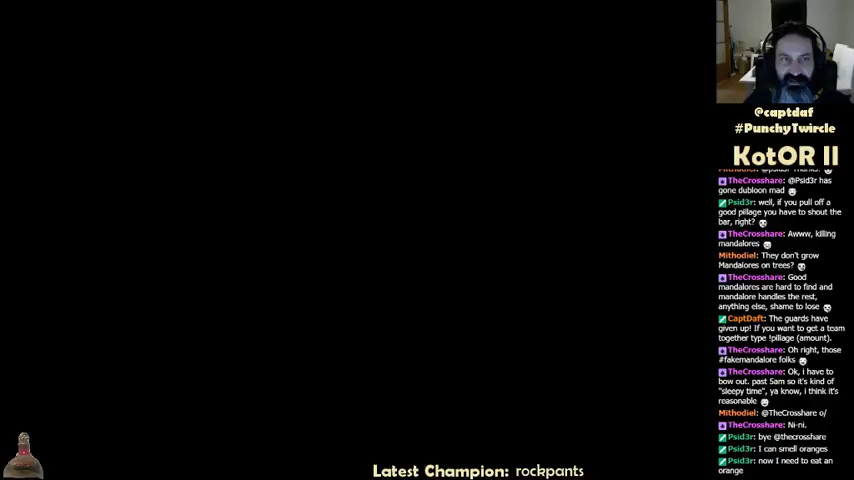 @captdaf
#PunchyTwircle
KotOR II
TheCrosshare: @Psid3r has
gone dubloon mad
Psid3r: well, if you pull off a
good pillage you have to shout the
bar, right?
TheCrosshare: Awww, killing
mandalores
Mithodiel: They don't grow
Mandalores on trees?
TheCrosshare: Good
mandalores are hard to find and
mandalore handles the rest,
anything else, shame to lose
CaptDaft: The guards have
given up! If you want to get a team
together type !pillage (amount).
TheCrosshare: Oh right, those
#fakemandalore folks
TheCrosshare: Ok, i have to
bow out. past 5am so it's kind of
"sleepy time", ya know, i think it's
reasonable
Mithodiel: @TheCrosshare o/
TheCrosshare: Ni-ni.
Psid3r: bye @thecrosshare
Psid3r: I can smell oranges
Psid3r: now I need to eat an
orange
Latest Champion: rockpants